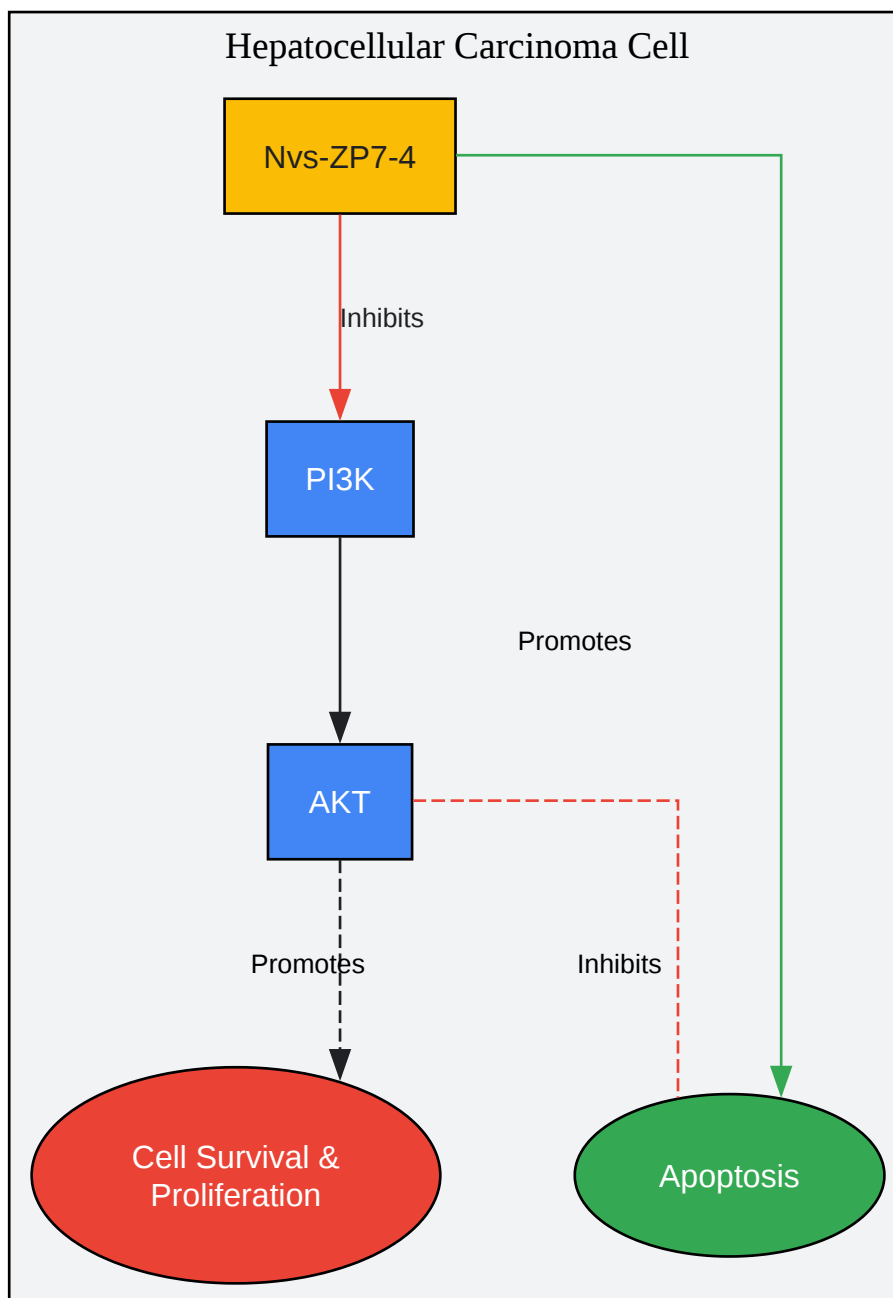 Hepatocellular Carcinoma Cell
Nvs-ZP7-4
Inhibits
PI3K
Promotes
AKT
Promotes
Inhibits
Cell Survival &
Proliferation
Apoptosis